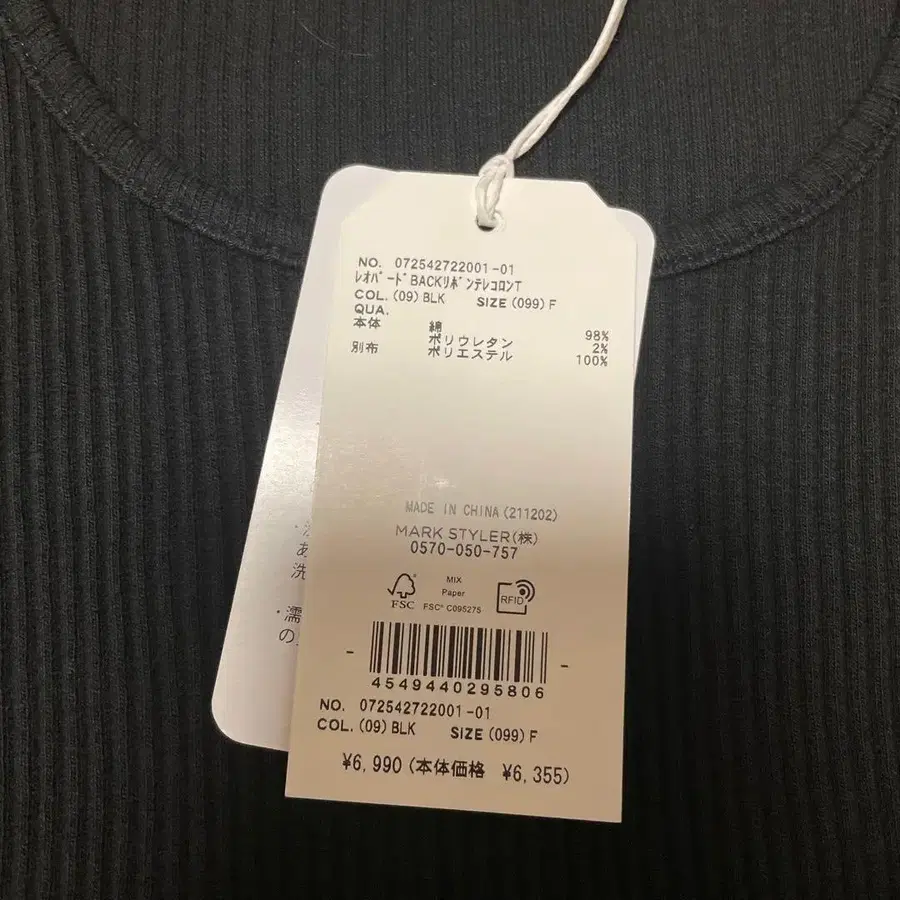 NO. 072542722001-01
ﾚｵﾊﾟｰﾄﾞBACKﾘﾎﾞﾝﾃﾚｺﾛﾝT
COL. (09) BLK SIZE (099) F
QUA.
本体 綿 98%
ポリウレタン 2%
別布 ポリエステル 100%
MADE IN CHINA (211202)
MARK STYLER(株)
0570-050-757
FSC
MIX
Paper
FSC® C095275
RFID
4549440295806
NO. 072542722001-01
COL. (09) BLK SIZE (099) F
¥6,990 (本体価格 ¥6,355)
あ
洗
・濡
の